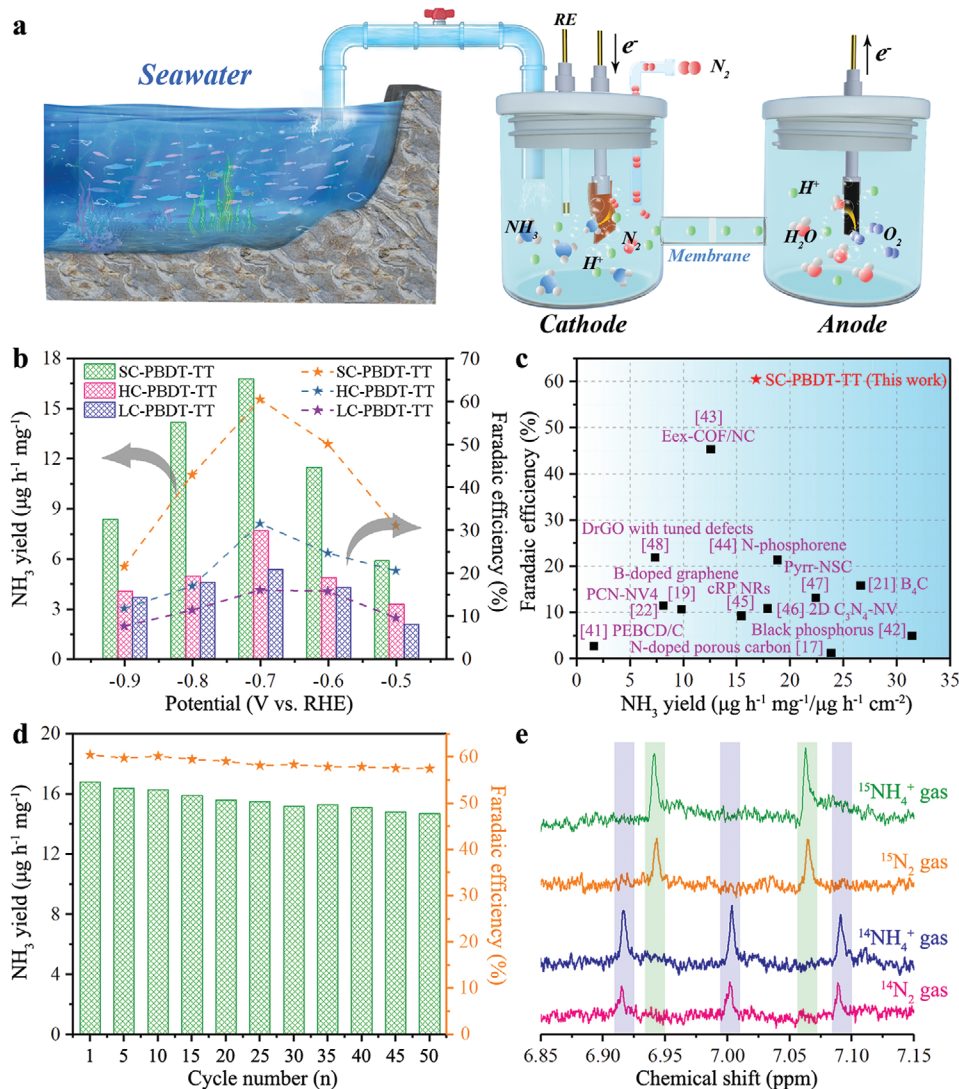 a
Seawater
RE
e⁻
N₂
e⁻
NH₃
H⁺
N₂
Membrane
H⁺
H₂O
O₂
Cathode
Anode
b
NH₃ yield (µg h⁻¹ mg⁻¹)
18
15
12
9
6
3
0
SC-PBDT-TT
HC-PBDT-TT
LC-PBDT-TT
SC-PBDT-TT
HC-PBDT-TT
LC-PBDT-TT
70
60
50
40
30
20
10
0
Faradaic efficiency (%)
-0.9 -0.8 -0.7 -0.6 -0.5
Potential (V vs. RHE)
c
Faradaic efficiency (%)
60
50
40
30
20
10
0
SC-PBDT-TT (This work)
[43]
Eex-COF/NC
DrGO with tuned defects
[48]
[44] N-phosphorene
B-doped graphene
Pyrr-NSC
PCN-NV4
[19]
cRP NRs
[47]
[21] B₄C
[22]
[45]
[46] 2D C₃N₄-NV
[41] PEBCD/C
Black phosphorus [42]
N-doped porous carbon [17]
0 5 10 15 20 25 30 35
NH₃ yield (µg h⁻¹ mg⁻¹/µg h⁻¹ cm⁻²)
d
NH₃ yield (µg h⁻¹ mg⁻¹)
20
16
12
8
4
0
60
50
40
30
20
10
0
Faradaic efficiency (%)
1 5 10 15 20 25 30 35 40 45 50
Cycle number (n)
e
¹⁵NH₄⁺ gas
¹⁵N₂ gas
¹⁴NH₄⁺ gas
¹⁴N₂ gas
6.85 6.90 6.95 7.00 7.05 7.10 7.15
Chemical shift (ppm)